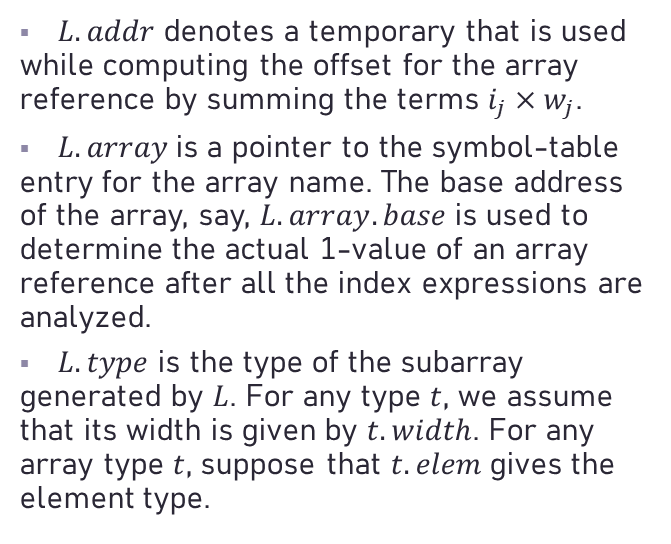 ▪ L.addr denotes a temporary that is used
while computing the offset for the array
reference by summing the terms i_j × w_j.
▪ L.array is a pointer to the symbol-table
entry for the array name. The base address
of the array, say, L.array.base is used to
determine the actual 1-value of an array
reference after all the index expressions are
analyzed.
▪ L.type is the type of the subarray
generated by L. For any type t, we assume
that its width is given by t.width. For any
array type t, suppose that t.elem gives the
element type.